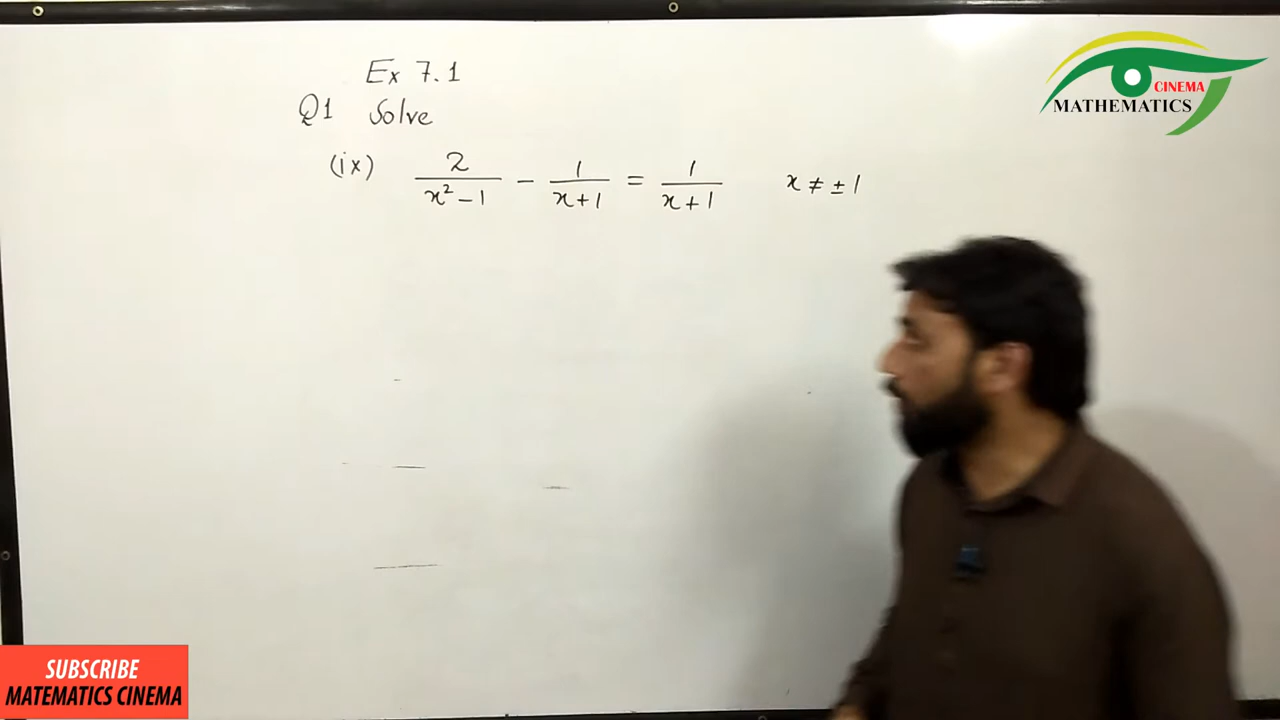 Ex 7.1
Q1 Solve
(ix) 2/(x²-1) - 1/(x+1) = 1/(x+1) x ≠ ±1
CINEMA
MATHEMATICS
SUBSCRIBE
MATEMATICS CINEMA